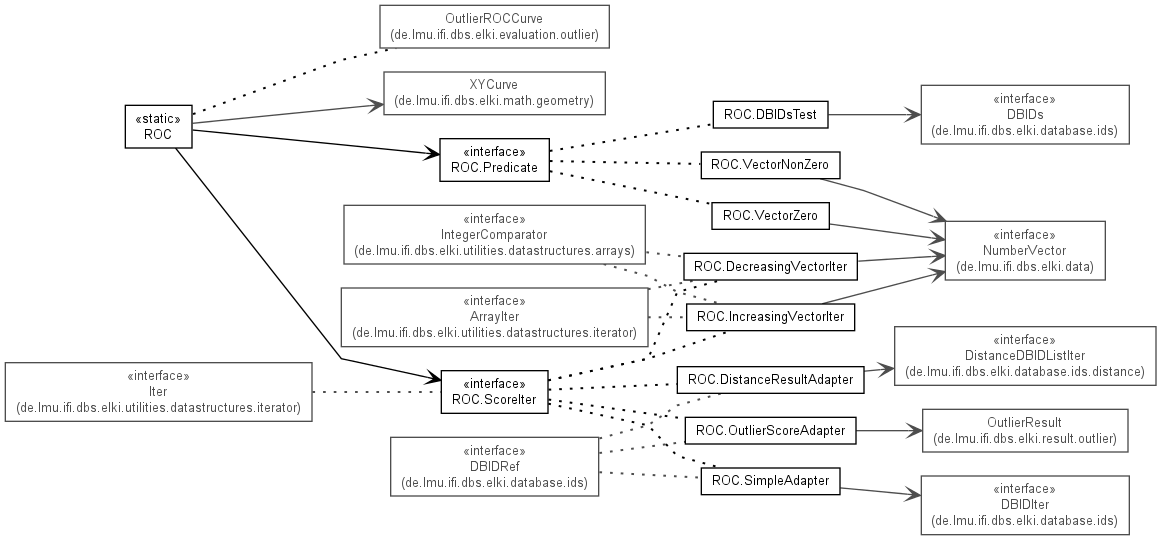 OutlierROCCurve
(de.lmu.ifi.dbs.elki.evaluation.outlier)
XYCurve
(de.lmu.ifi.dbs.elki.math.geometry)
«static»
ROC
«interface»
ROC.Predicate
ROC.DBIDsTest
«interface»
DBIDs
(de.lmu.ifi.dbs.elki.database.ids)
ROC.VectorNonZero
ROC.VectorZero
«interface»
IntegerComparator
(de.lmu.ifi.dbs.elki.utilities.datastructures.arrays)
«interface»
NumberVector
(de.lmu.ifi.dbs.elki.data)
ROC.DecreasingVectorIter
«interface»
ArrayIter
(de.lmu.ifi.dbs.elki.utilities.datastructures.iterator)
ROC.IncreasingVectorIter
«interface»
DistanceDBIDListIter
(de.lmu.ifi.dbs.elki.database.ids.distance)
«interface»
Iter
(de.lmu.ifi.dbs.elki.utilities.datastructures.iterator)
«interface»
ROC.ScoreIter
ROC.DistanceResultAdapter
ROC.OutlierScoreAdapter
OutlierResult
(de.lmu.ifi.dbs.elki.result.outlier)
«interface»
DBIDRef
(de.lmu.ifi.dbs.elki.database.ids)
ROC.SimpleAdapter
«interface»
DBIDIter
(de.lmu.ifi.dbs.elki.database.ids)